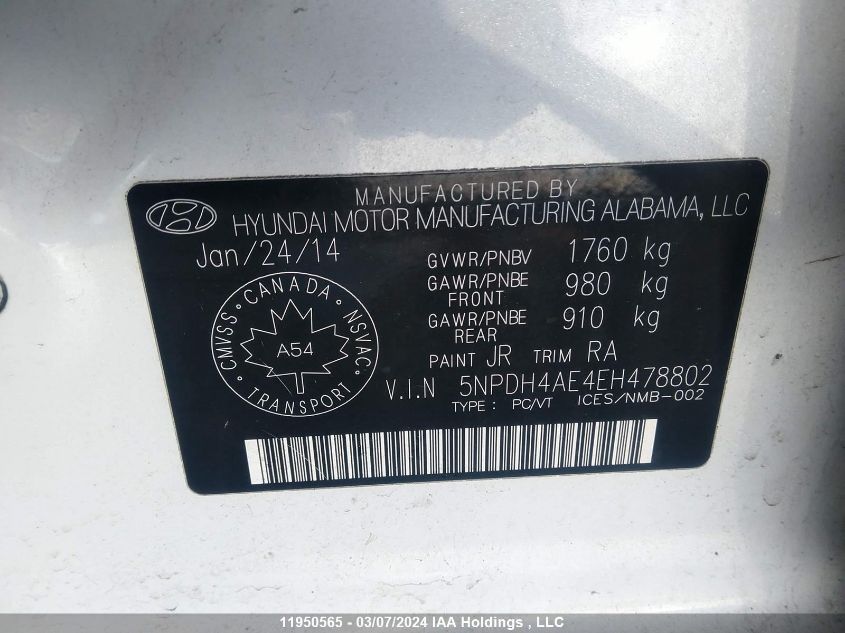 MANUFACTURED BY
HYUNDAI MOTOR MANUFACTURING ALABAMA, LLC
Jan/24/14
GVWR/PNBV 1760 kg
GAWR/PNBE FRONT 980 kg
GAWR/PNBE REAR 910 kg
PAINT JR TRIM RA
CMVSS • CANADA • NSVAC • TRANSPORT •
A54
V.I.N 5NPDH4AE4EH478802
TYPE : PC/VT ICES/NMB-002
11950565 - 03/07/2024 IAA Holdings , LLC